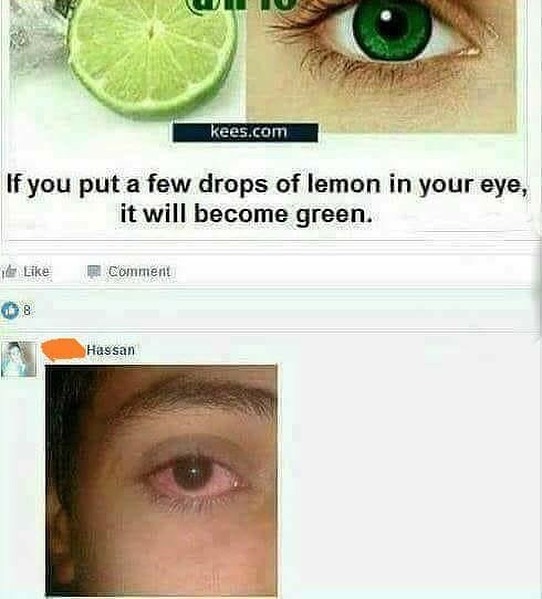 kees.com
If you put a few drops of lemon in your eye,
it will become green.
Like Comment
8
Hassan